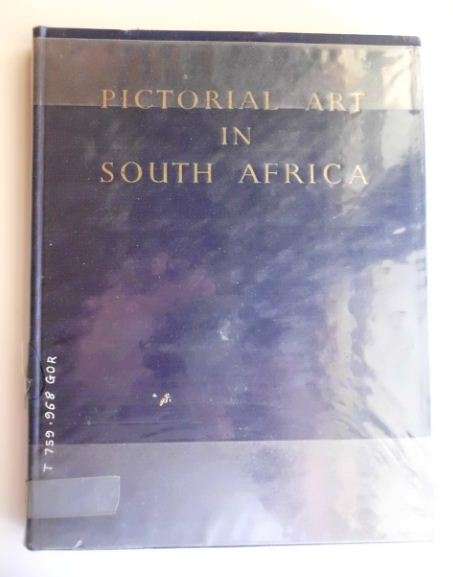 PICTORIAL ART
IN
SOUTH AFRICA
T 759.968 GOR